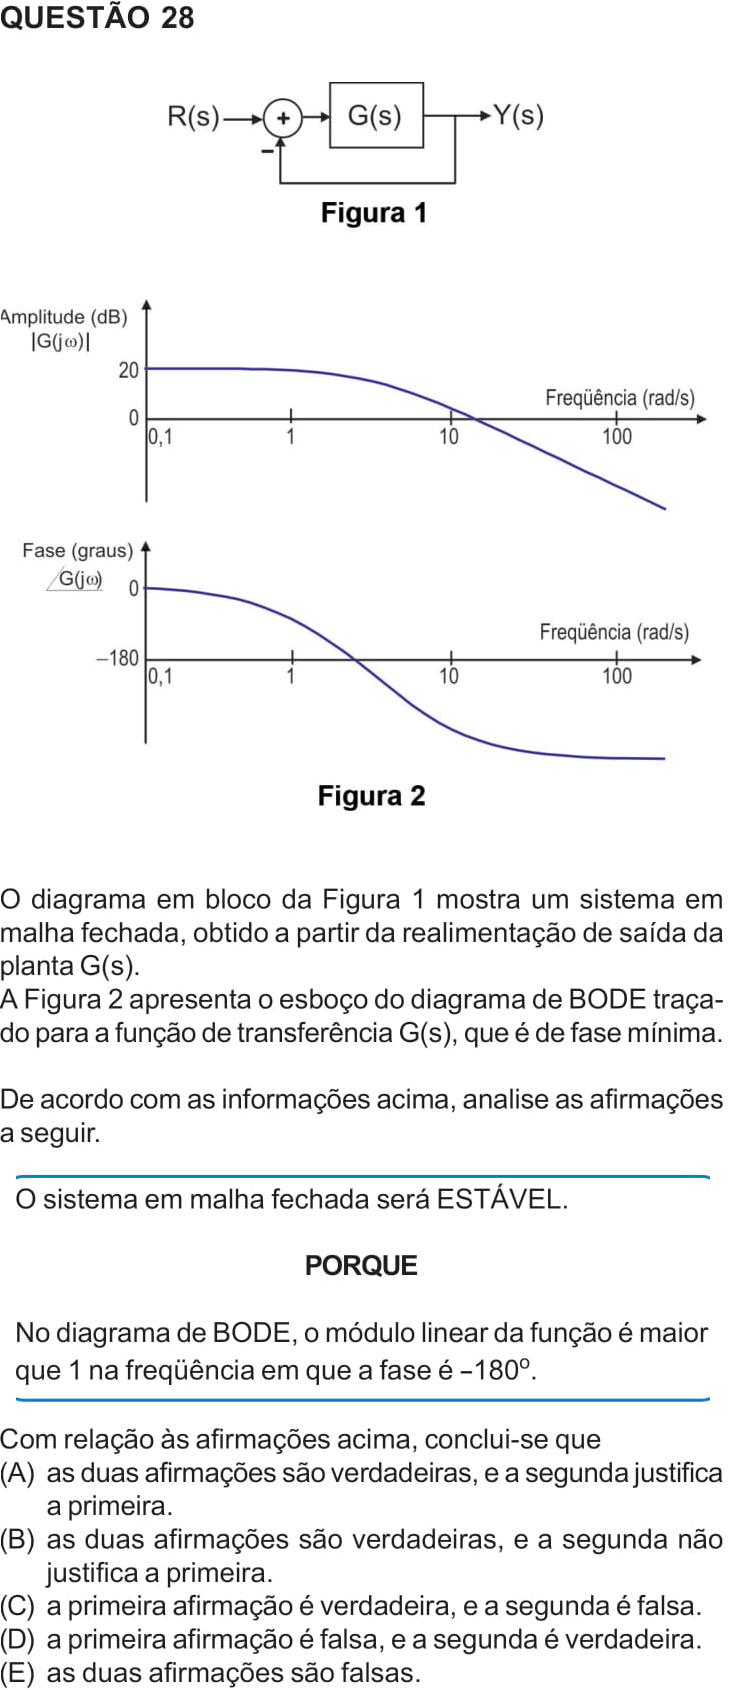 QUESTÃO 28
R(s) + G(s) Y(s)
–
Figura 1
Amplitude (dB)
|G(jω)|
20
Freqüência (rad/s)
0
0,1 1 10 100
Fase (graus)
G(jω) 0
Freqüência (rad/s)
–180
0,1 1 10 100
Figura 2
O diagrama em bloco da Figura 1 mostra um sistema em
malha fechada, obtido a partir da realimentação de saída da
planta G(s).
A Figura 2 apresenta o esboço do diagrama de BODE traça-
do para a função de transferência G(s), que é de fase mínima.
De acordo com as informações acima, analise as afirmações
a seguir.
O sistema em malha fechada será ESTÁVEL.
PORQUE
No diagrama de BODE, o módulo linear da função é maior
que 1 na freqüência em que a fase é –180º.
Com relação às afirmações acima, conclui-se que
(A) as duas afirmações são verdadeiras, e a segunda justifica
a primeira.
(B) as duas afirmações são verdadeiras, e a segunda não
justifica a primeira.
(C) a primeira afirmação é verdadeira, e a segunda é falsa.
(D) a primeira afirmação é falsa, e a segunda é verdadeira.
(E) as duas afirmações são falsas.